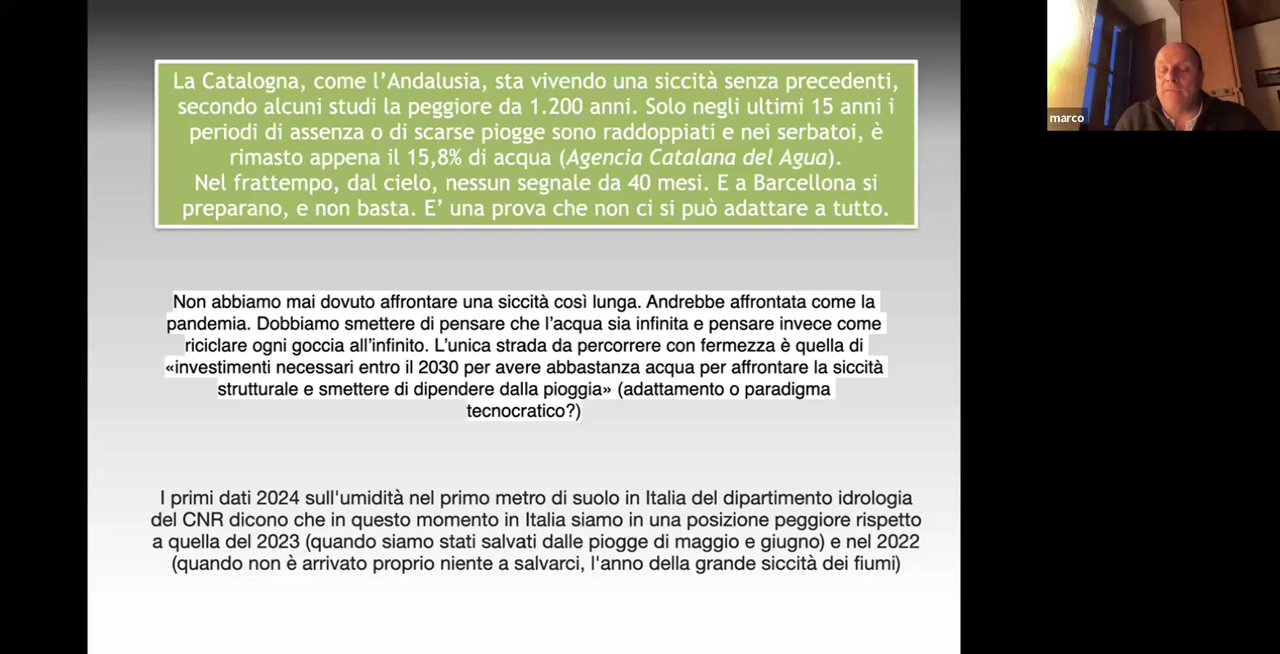 La Catalogna, come l'Andalusia, sta vivendo una siccità senza precedenti,
secondo alcuni studi la peggiore da 1.200 anni. Solo negli ultimi 15 anni i
periodi di assenza o di scarse piogge sono raddoppiati e nei serbatoi, è
rimasto appena il 15,8% di acqua (Agencia Catalana del Agua).
Nel frattempo, dal cielo, nessun segnale da 40 mesi. E a Barcellona si
preparano, e non basta. E' una prova che non ci si può adattare a tutto.
Non abbiamo mai dovuto affrontare una siccità così lunga. Andrebbe affrontata come la
pandemia. Dobbiamo smettere di pensare che l'acqua sia infinita e pensare invece come
riciclare ogni goccia all'infinito. L'unica strada da percorrere con fermezza è quella di
«investimenti necessari entro il 2030 per avere abbastanza acqua per affrontare la siccità
strutturale e smettere di dipendere dalla pioggia» (adattamento o paradigma
tecnocratico?)
I primi dati 2024 sull'umidità nel primo metro di suolo in Italia del dipartimento idrologia
del CNR dicono che in questo momento in Italia siamo in una posizione peggiore rispetto
a quella del 2023 (quando siamo stati salvati dalle piogge di maggio e giugno) e nel 2022
(quando non è arrivato proprio niente a salvarci, l'anno della grande siccità dei fiumi)
marco